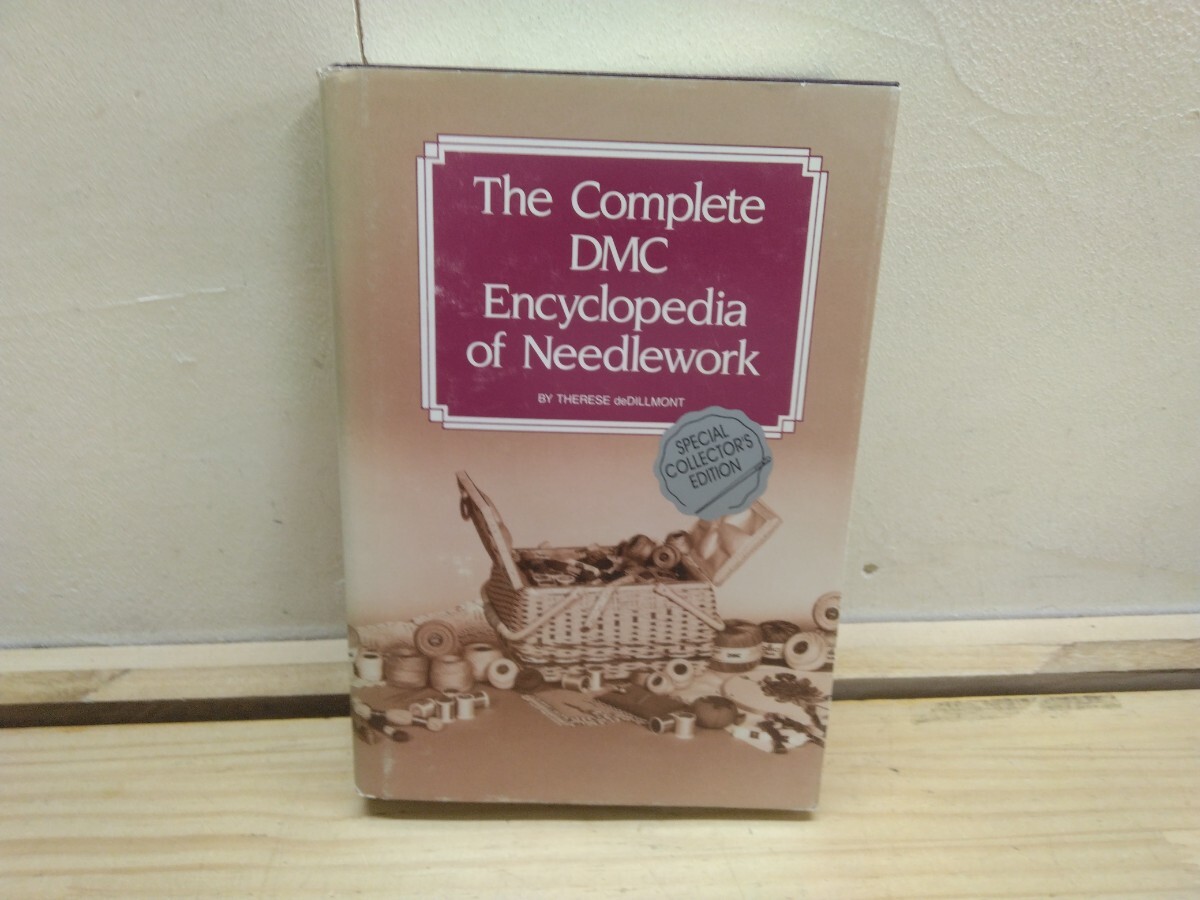 The Complete
DMC
Encyclopedia
of Needlework
BY THERESE deDILLMONT
SPECIAL
COLLECTOR'S
EDITION